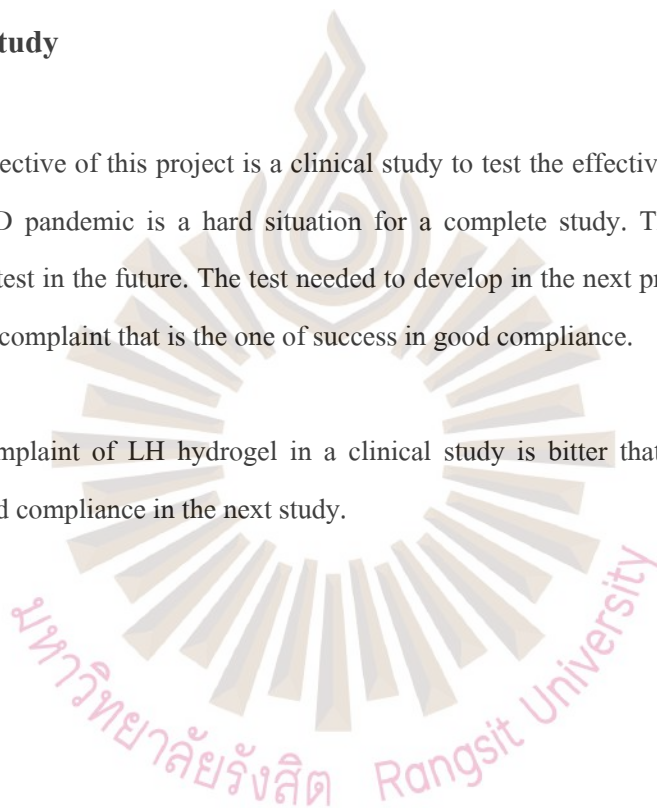 tudy
ective of this project is a clinical study to test the effectiv
D pandemic is a hard situation for a complete study. T
test in the future. The test needed to develop in the next pr
complaint that is the one of success in good compliance.
mplaint of LH hydrogel in a clinical study is bitter that
d compliance in the next study.
มหาวิทยาลัยรังสิต Rangsit University